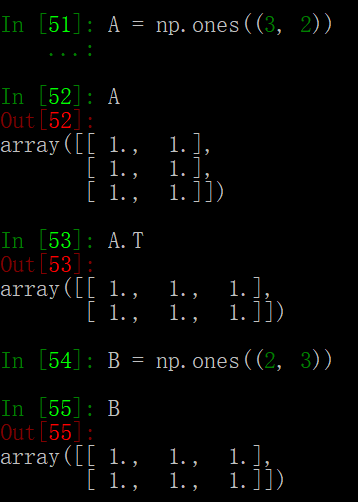 In [51]: A = np.ones((3, 2))
...:
In [52]: A
Out[52]:
array([[ 1.,  1.],
[ 1.,  1.],
[ 1.,  1.]])
In [53]: A.T
Out[53]:
array([[ 1.,  1.,  1.],
[ 1.,  1.,  1.]])
In [54]: B = np.ones((2, 3))
In [55]: B
Out[55]:
array([[ 1.,  1.,  1.],
[ 1.,  1.,  1.]])